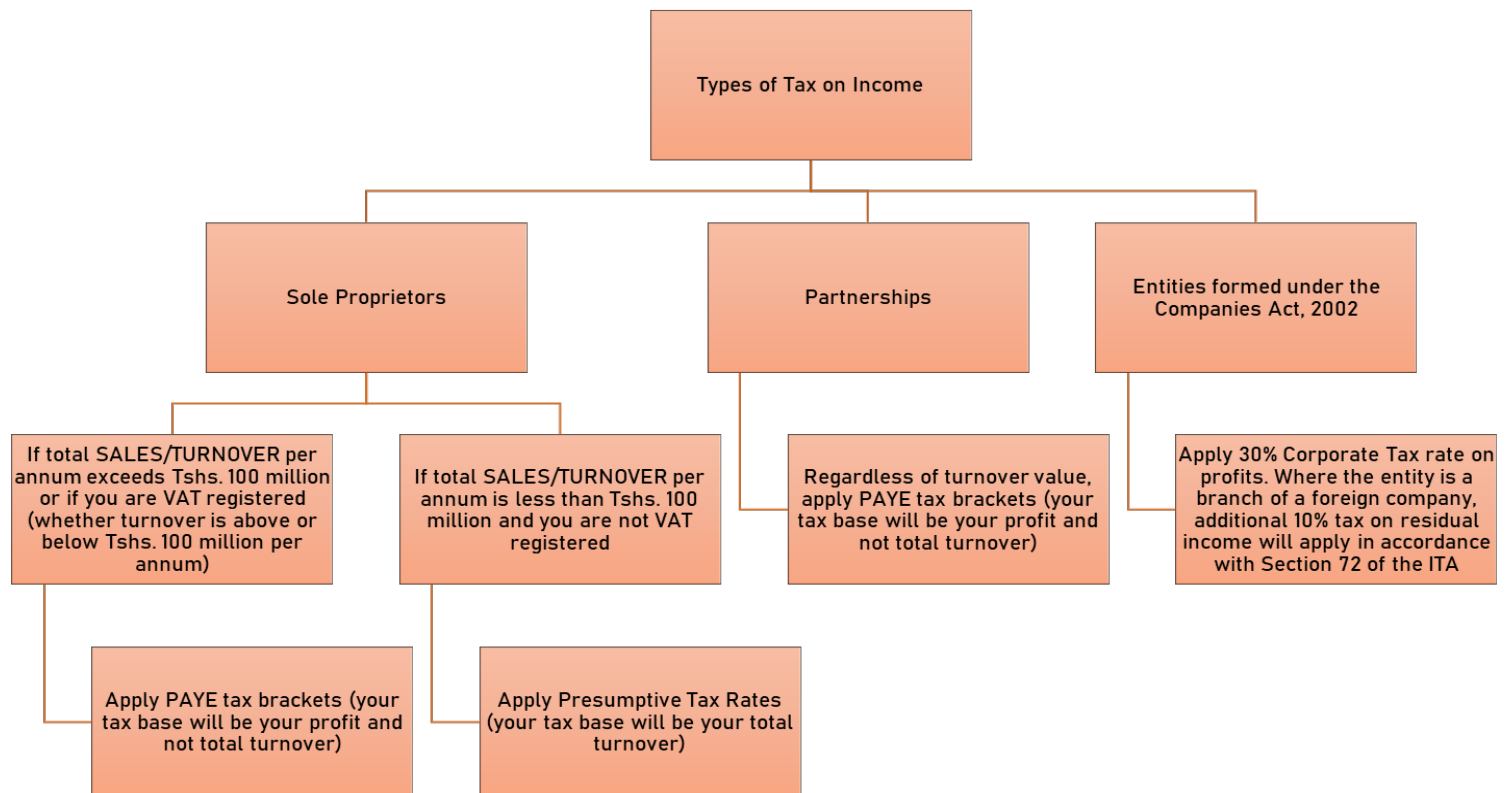 Types of Tax on Income
Sole Proprietors
Partnerships
Entities formed under the
Companies Act, 2002
If total SALES/TURNOVER per
annum exceeds Tshs. 100 million
or if you are VAT registered
(whether turnover is above or
below Tshs. 100 million per
annum)
If total SALES/TURNOVER per
annum is less than Tshs. 100
million and you are not VAT
registered
Regardless of turnover value,
apply PAYE tax brackets (your
tax base will be your profit and
not total turnover)
Apply 30% Corporate Tax rate on
profits. Where the entity is a
branch of a foreign company,
additional 10% tax on residual
income will apply in accordance
with Section 72 of the ITA
Apply PAYE tax brackets (your
tax base will be your profit and
not total turnover)
Apply Presumptive Tax Rates
(your tax base will be your total
turnover)